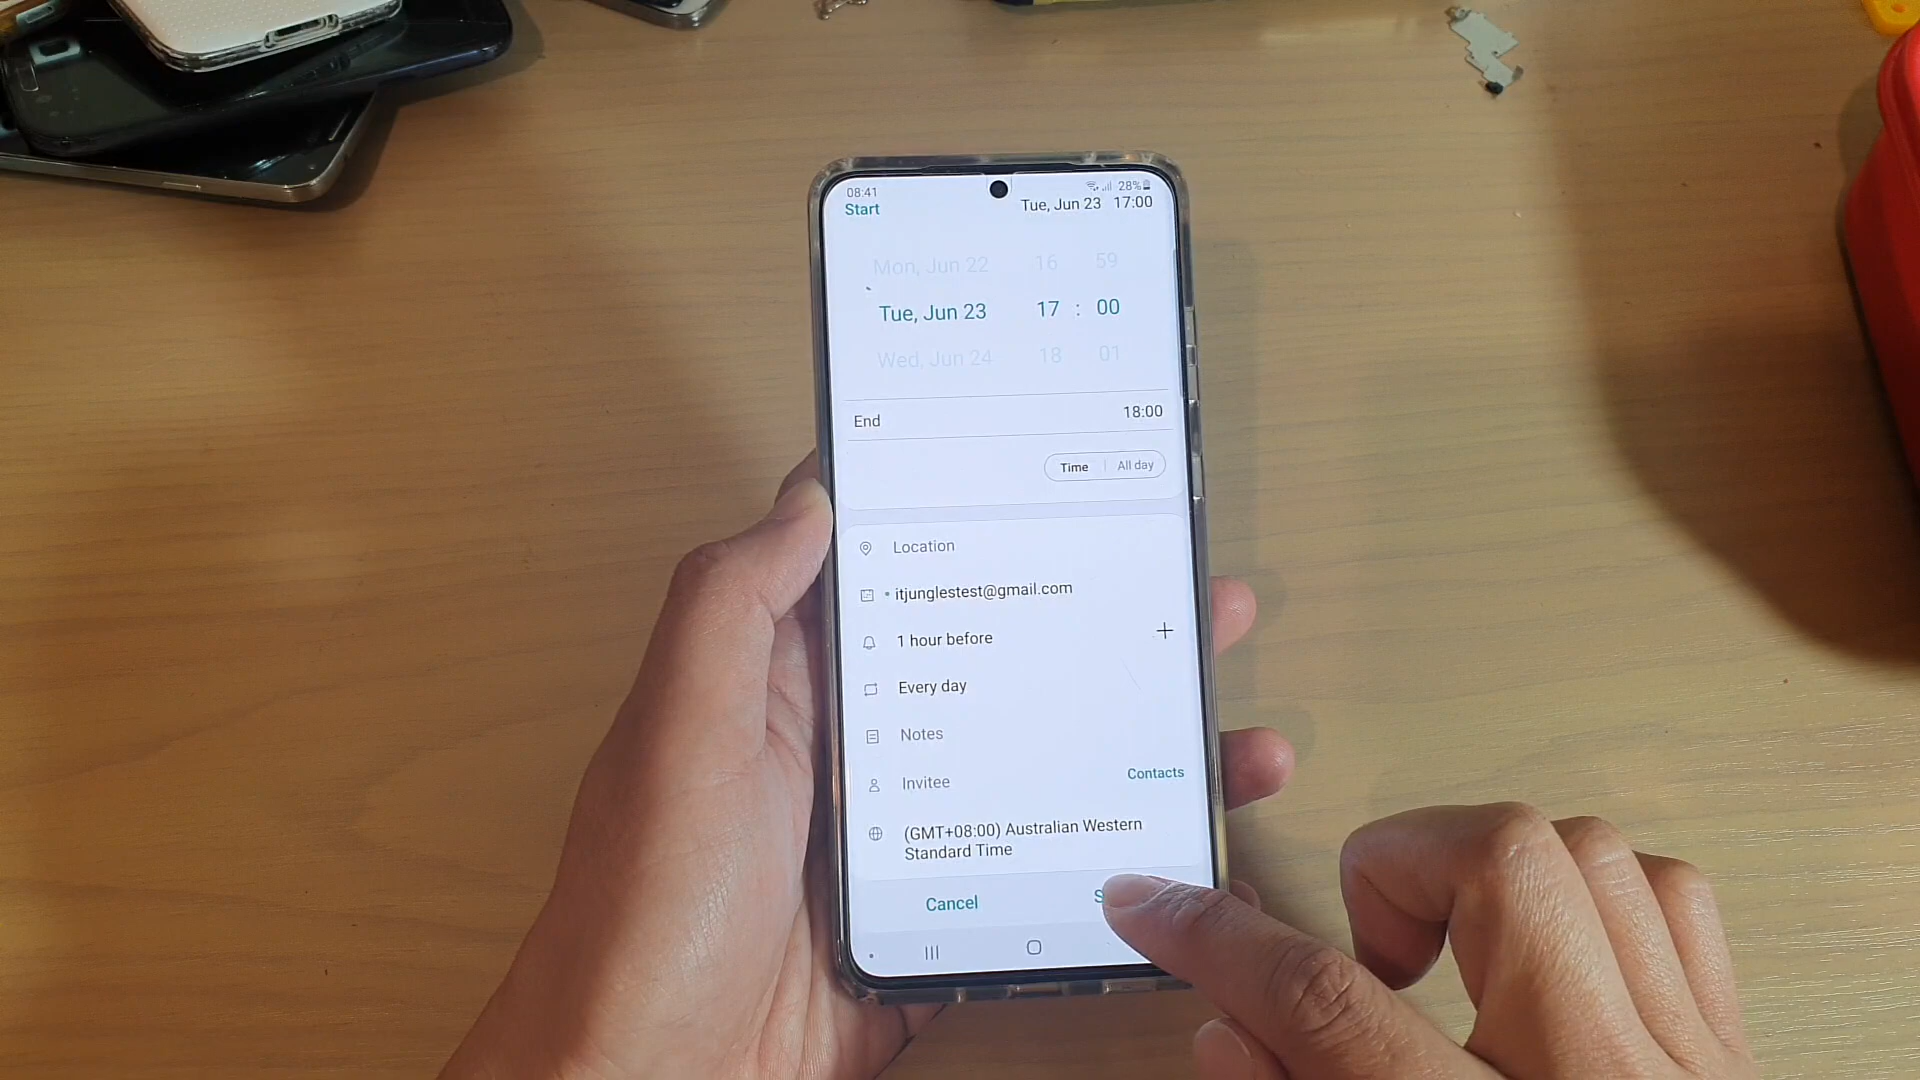 08:41 28%
Start Tue, Jun 23 17:00
Mon, Jun 22 16 59
Tue, Jun 23 17 : 00
Wed, Jun 24 18 01
End 18:00
Time All day
Location
itjunglestest@gmail.com
1 hour before
Every day
Notes
Invitee Contacts
(GMT+08:00) Australian Western
Standard Time
Cancel